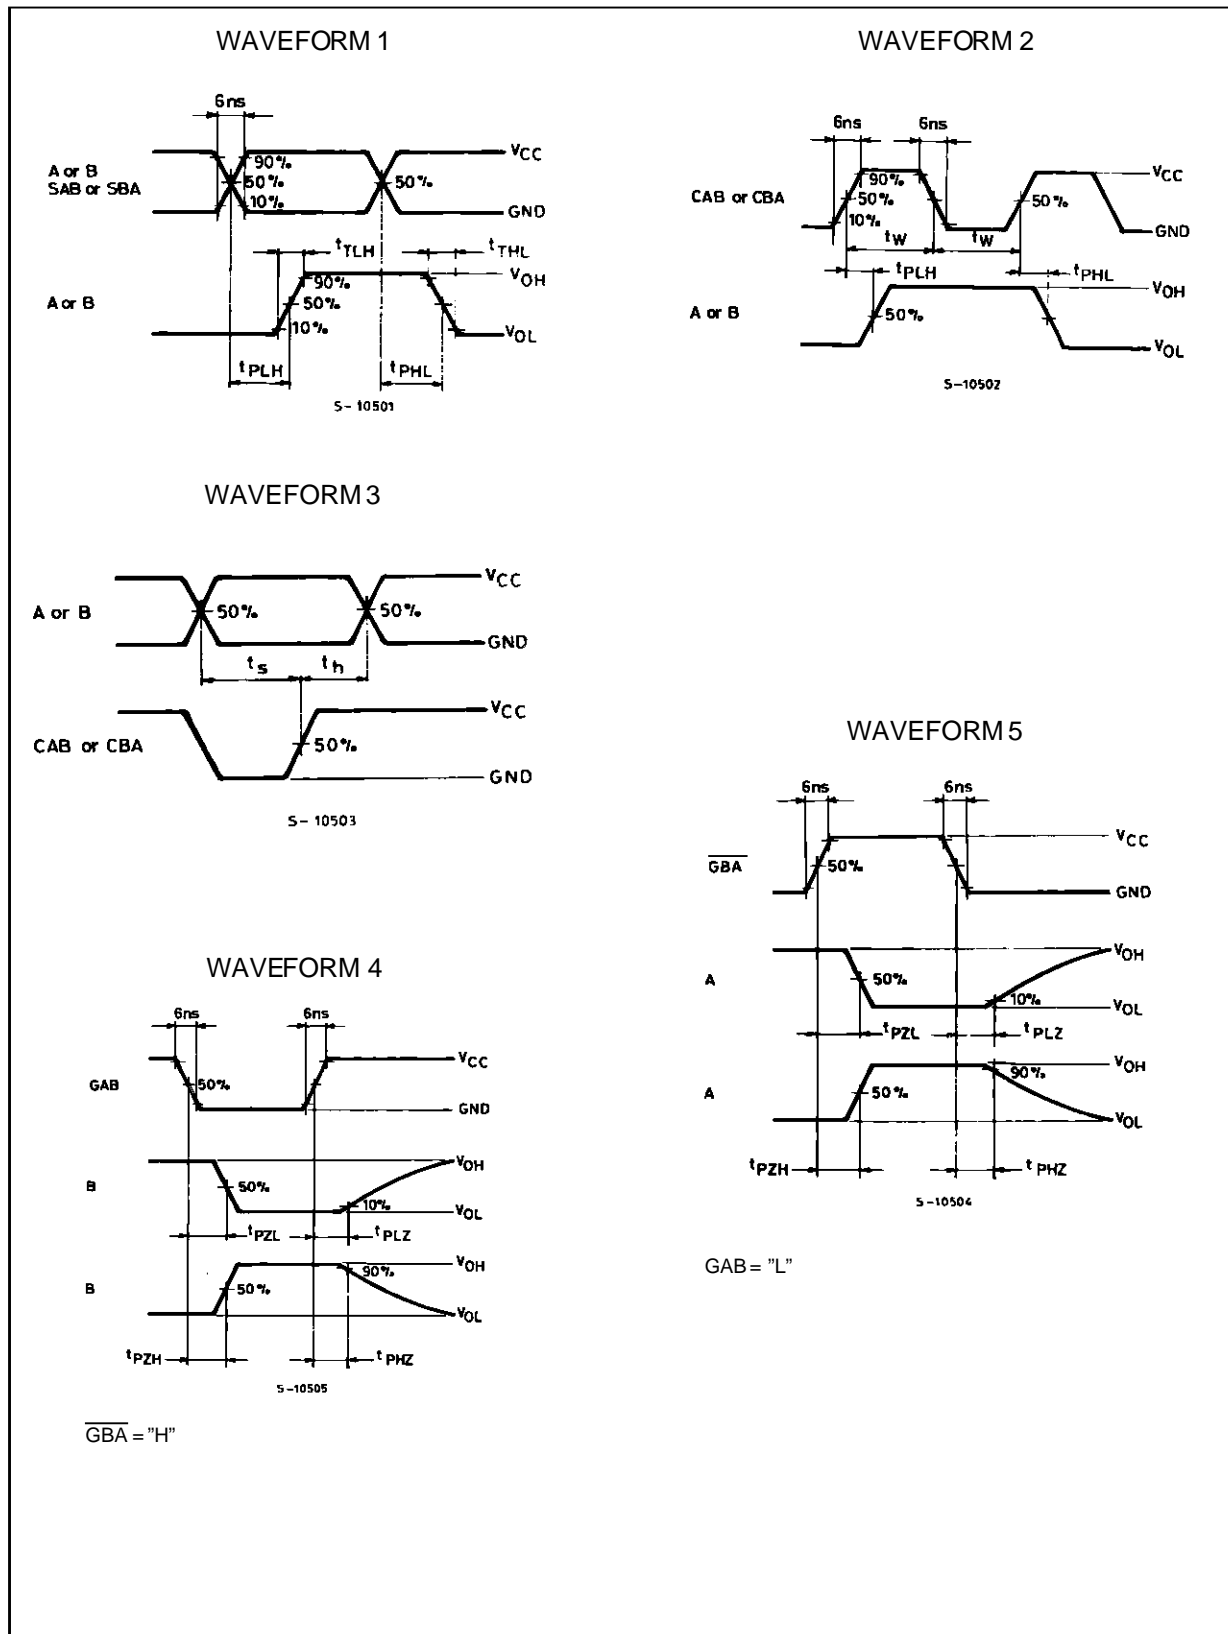 WAVEFORM 1
6ns
A or B
SAB or SBA
90%
50%
10%
50%
VCC
GND
tTLH
tTHL
A or B
90%
50%
10%
VOH
VOL
tPLH
tPHL
S-10501
WAVEFORM 2
6ns
6ns
CAB or CBA
90%
50%
10%
50%
VCC
GND
tW
tW
tPLH
tPHL
A or B
50%
VOH
VOL
S-10502
WAVEFORM 3
A or B
50%
50%
VCC
GND
ts
th
CAB or CBA
50%
VCC
GND
S-10503
WAVEFORM 5
6ns
6ns
GBA
50%
VCC
GND
A
50%
10%
VOH
VOL
tPZL
tPLZ
A
50%
90%
VOH
VOL
tPZH
tPHZ
S-10504
GAB = "L"
WAVEFORM 4
6ns
6ns
GAB
50%
VCC
GND
B
50%
10%
VOH
VOL
tPZL
tPLZ
B
50%
90%
VOH
VOL
tPZH
tPHZ
S-10505
GBA = "H"